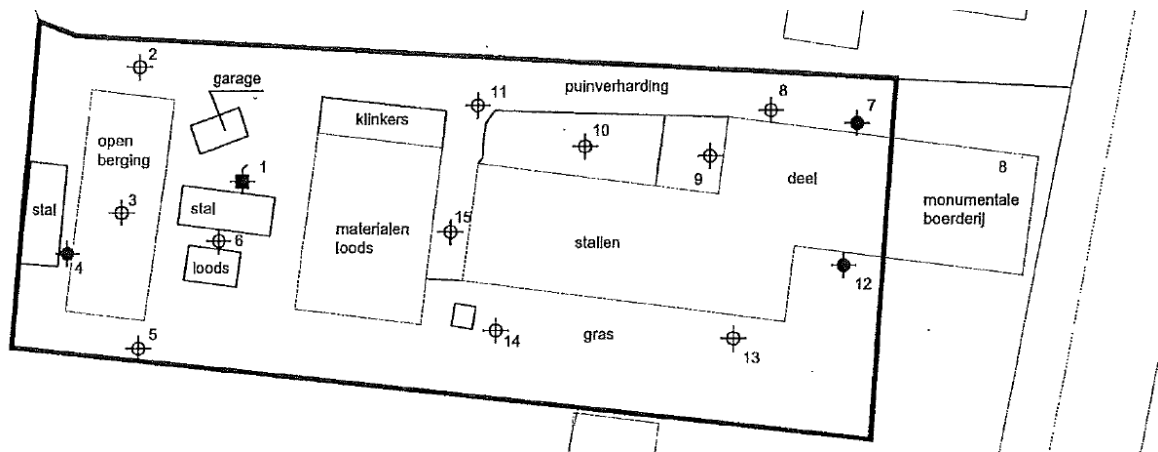 2
garage
11
puinverharding
8
7
klinkers
10
open
berging
1
9
deel
8
stal
3
stal
monumentale
boerderij
materialen
loods
15
stallen
6
4
loods
12
5
14
gras
13